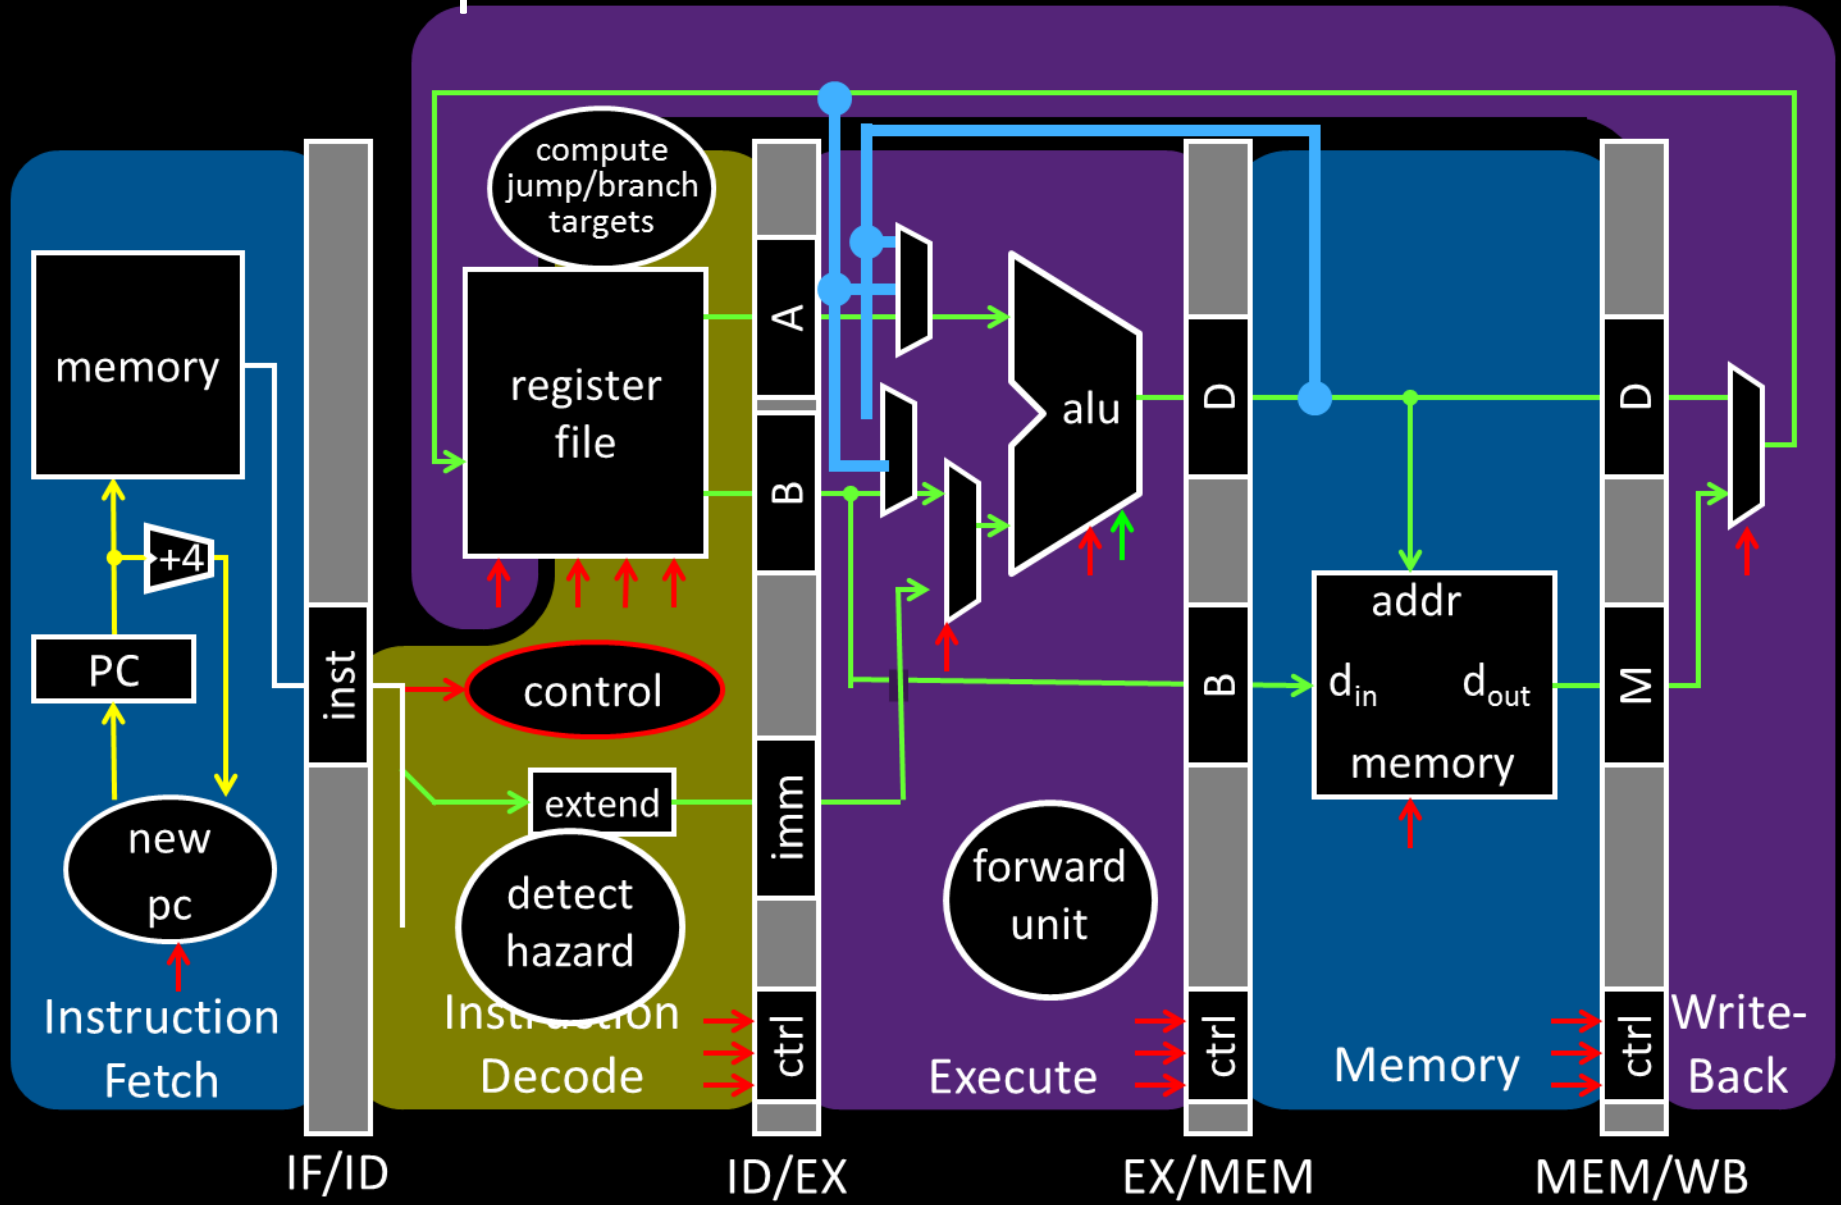 compute
jump/branch
targets
memory
register
file
A
B
alu
D
D
+4
PC
inst
control
B
addr
d_in
d_out
memory
M
extend
imm
new
pc
detect
hazard
forward
unit
Instruction
Fetch
Instruction
Decode
ctrl
Execute
ctrl
Memory
ctrl
Write-
Back
IF/ID
ID/EX
EX/MEM
MEM/WB